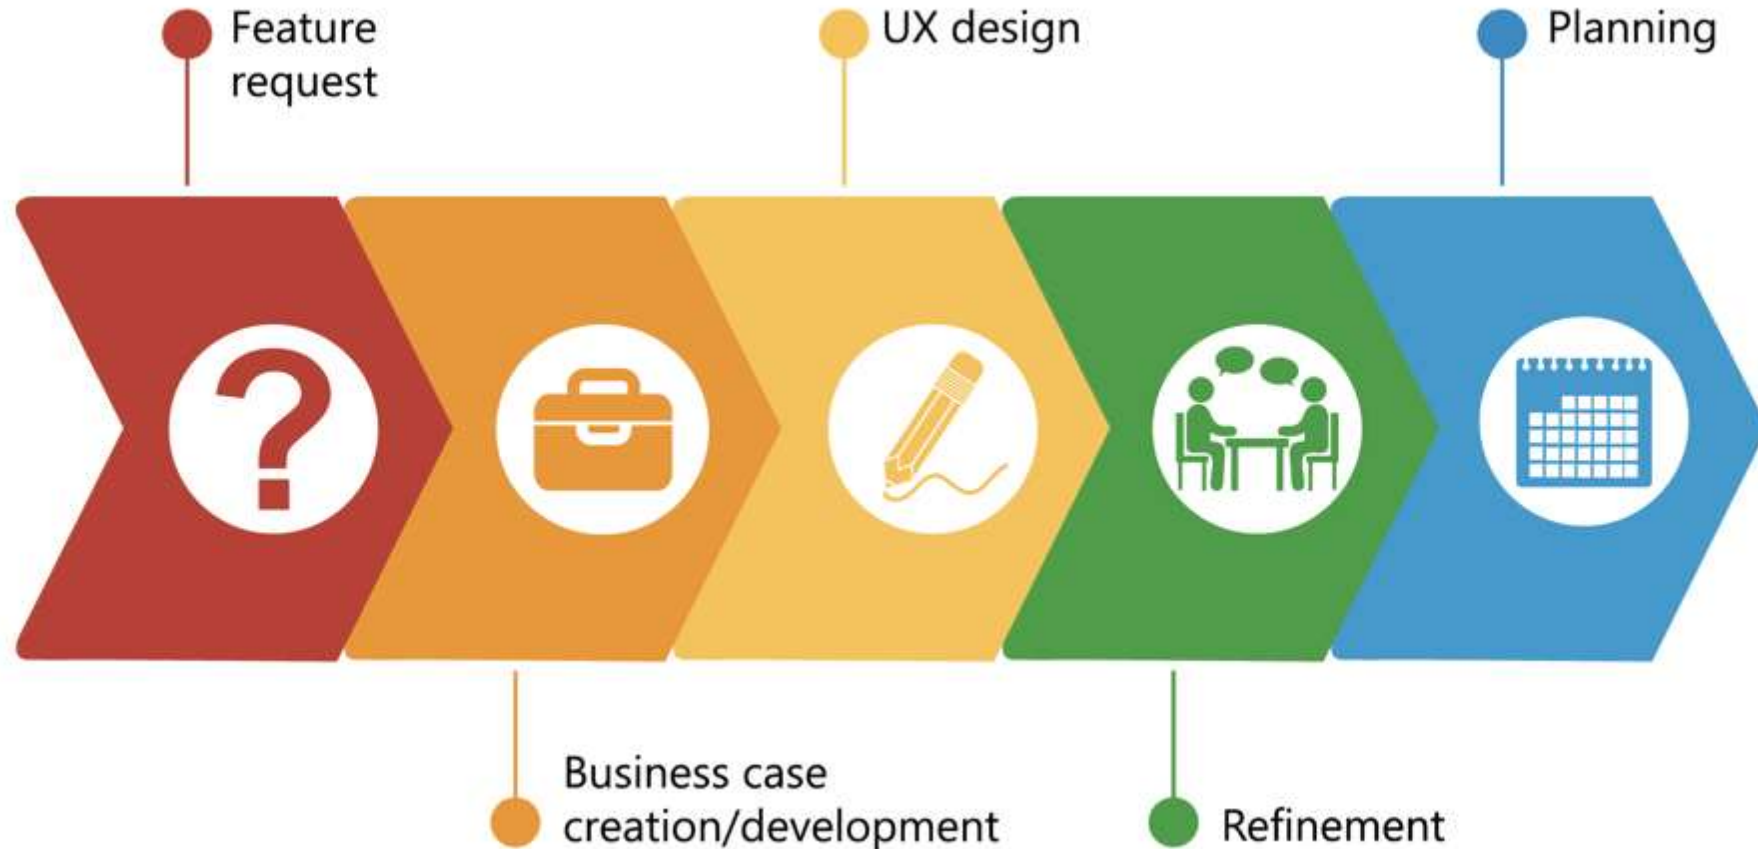 Feature
request
UX design
Planning
Business case
creation/development
Refinement